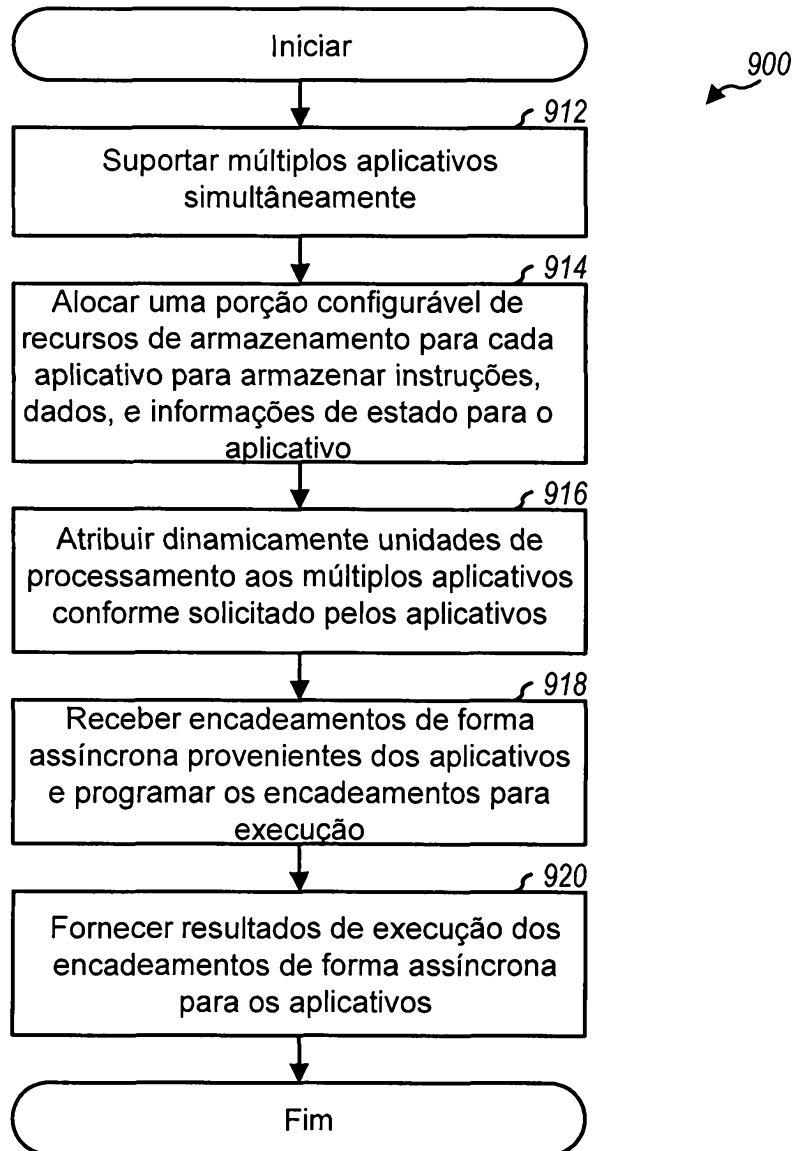 Iniciar
900
912
Suportar múltiplos aplicativos
simultâneamente
914
Alocar uma porção configurável de
recursos de armazenamento para cada
aplicativo para armazenar instruções,
dados, e informações de estado para o
aplicativo
916
Atribuir dinamicamente unidades de
processamento aos múltiplos aplicativos
conforme solicitado pelos aplicativos
918
Receber encadeamentos de forma
assíncrona provenientes dos aplicativos
e programar os encadeamentos para
execução
920
Fornecer resultados de execução dos
encadeamentos de forma assíncrona
para os aplicativos
Fim